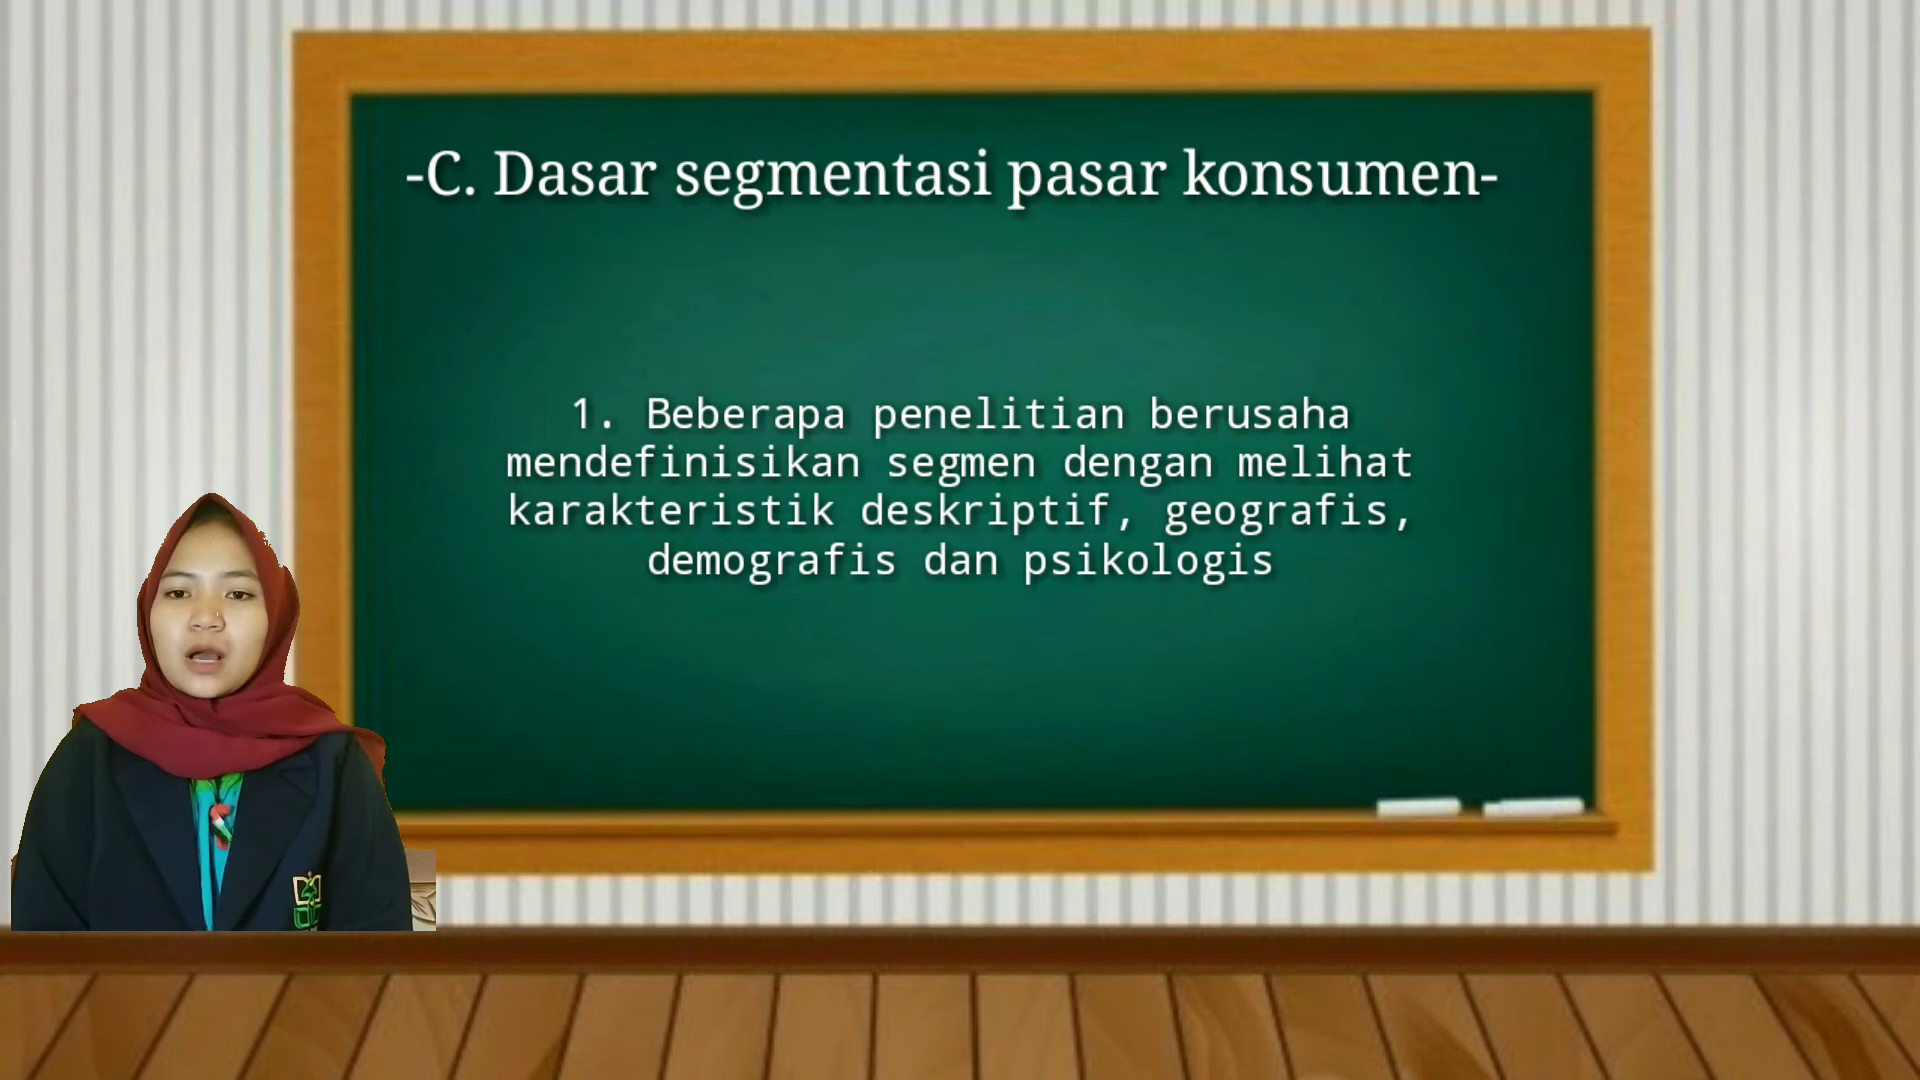 -C. Dasar segmentasi pasar konsumen-
1. Beberapa penelitian berusaha
mendefinisikan segmen dengan melihat
karakteristik deskriptif, geografis,
demografis dan psikologis